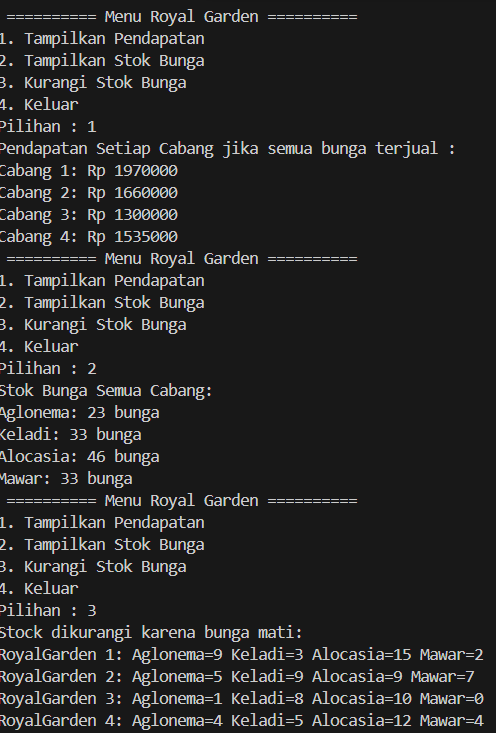 ========== Menu Royal Garden ==========
1. Tampilkan Pendapatan
2. Tampilkan Stok Bunga
3. Kurangi Stok Bunga
4. Keluar
Pilihan : 1
Pendapatan Setiap Cabang jika semua bunga terjual :
Cabang 1: Rp 1970000
Cabang 2: Rp 1660000
Cabang 3: Rp 1300000
Cabang 4: Rp 1535000
========== Menu Royal Garden ==========
1. Tampilkan Pendapatan
2. Tampilkan Stok Bunga
3. Kurangi Stok Bunga
4. Keluar
Pilihan : 2
Stok Bunga Semua Cabang:
Aglonema: 23 bunga
Keladi: 33 bunga
Alocasia: 46 bunga
Mawar: 33 bunga
========== Menu Royal Garden ==========
1. Tampilkan Pendapatan
2. Tampilkan Stok Bunga
3. Kurangi Stok Bunga
4. Keluar
Pilihan : 3
Stock dikurangi karena bunga mati:
RoyalGarden 1: Aglonema=9 Keladi=3 Alocasia=15 Mawar=2
RoyalGarden 2: Aglonema=5 Keladi=9 Alocasia=9 Mawar=7
RoyalGarden 3: Aglonema=1 Keladi=8 Alocasia=10 Mawar=0
RoyalGarden 4: Aglonema=4 Keladi=5 Alocasia=12 Mawar=4